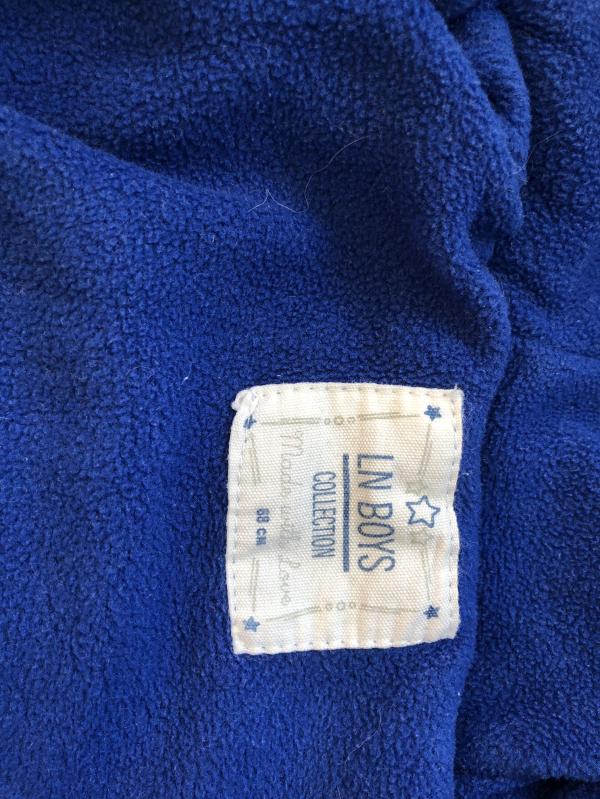 LN BOYS
COLLECTION
Made with love
68 CM